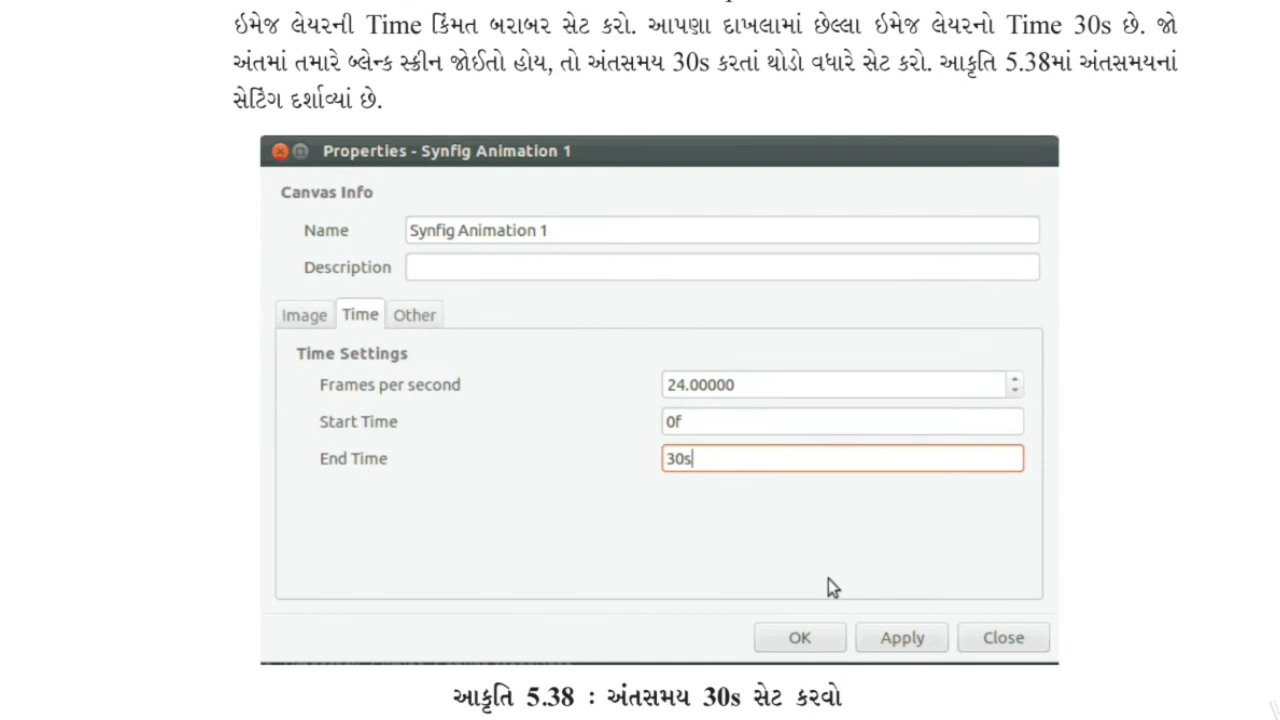 ઇમેજ લેયરની Time કિંમત બરાબર સેટ કરો. આપણા દાખલામાં છેલ્લા ઇમેજ લેયરનો Time 30s છે. જો
અંતમાં તમારે બ્લેન્ક સ્ક્રીન જોઈતો હોય, તો અંતસમય 30s કરતાં થોડો વધારે સેટ કરો. આકૃતિ 5.38માં અંતસમયનાં
સેટિંગ દર્શાવ્યાં છે.
Properties - Synfig Animation 1
Canvas Info
Name Synfig Animation 1
Description
Image Time Other
Time Settings
Frames per second 24.00000
Start Time 0f
End Time 30s
OK Apply Close
આકૃતિ 5.38 : અંતસમય 30s સેટ કરવો